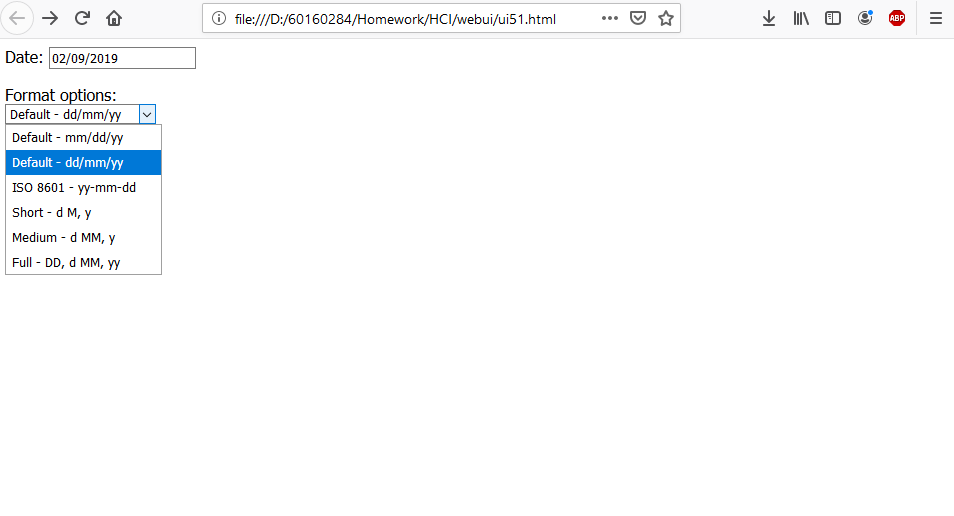 file:///D:/60160284/Homework/HCI/webui/ui51.html
ABP
Date: 02/09/2019
Format options:
Default - dd/mm/yy
Default - mm/dd/yy
Default - dd/mm/yy
ISO 8601 - yy-mm-dd
Short - d M, y
Medium - d MM, y
Full - DD, d MM, yy